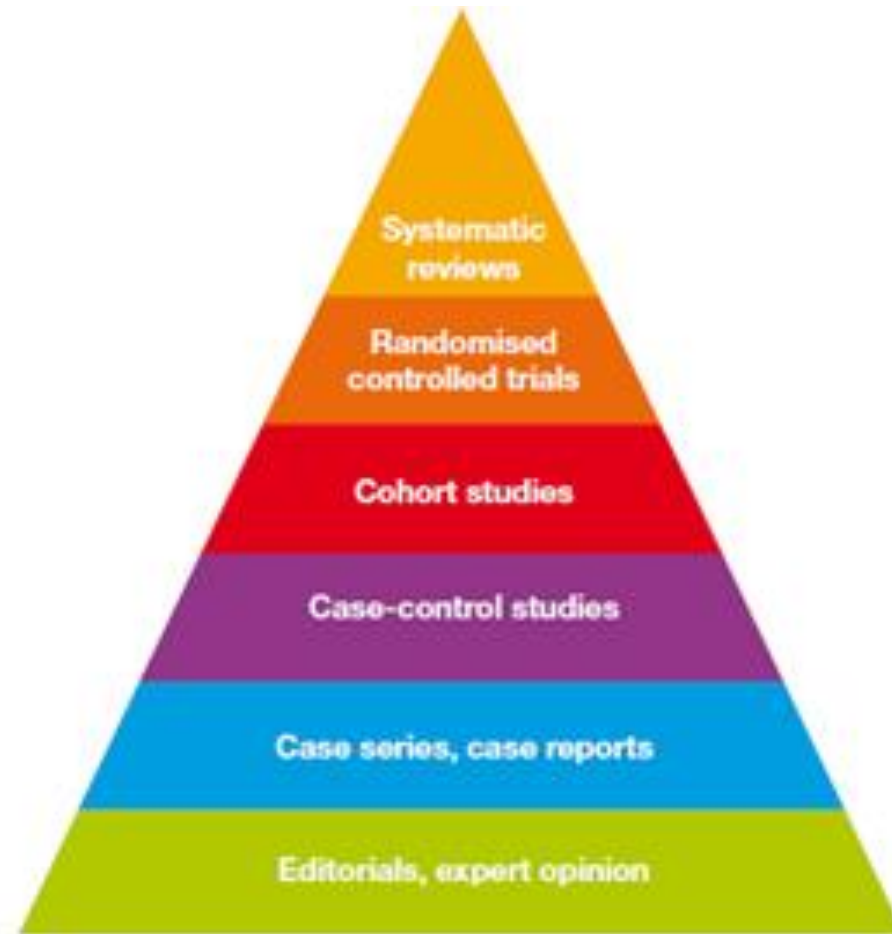 Systematic
reviews
Randomised
controlled trials
Cohort studies
Case-control studies
Case series, case reports
Editorials, expert opinion